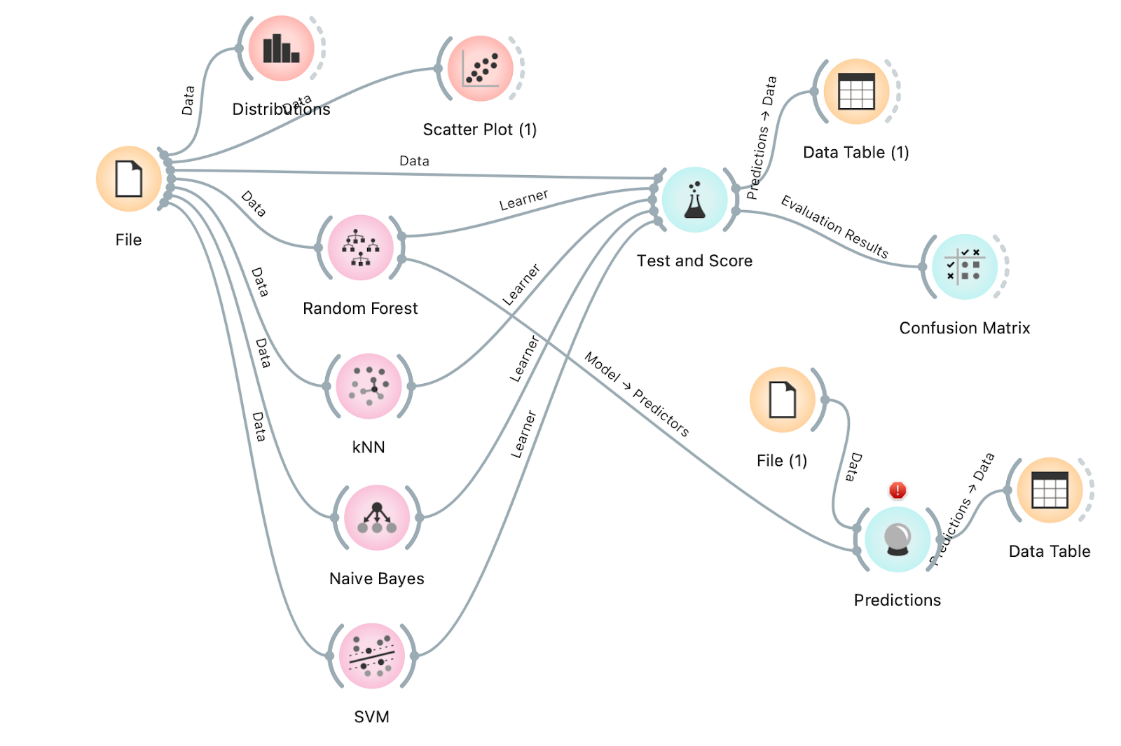 Distributions
Data
Data
Scatter Plot (1)
Predictions → Data
Data Table (1)
File
Data
Data
Learner
Test and Score
Evaluation Results
Random Forest
Data
Learner
Confusion Matrix
kNN
Data
Learner
Model → Predictors
File (1)
Data
Data
Learner
Naive Bayes
Predictions → Data
Data Table
Predictions
SVM